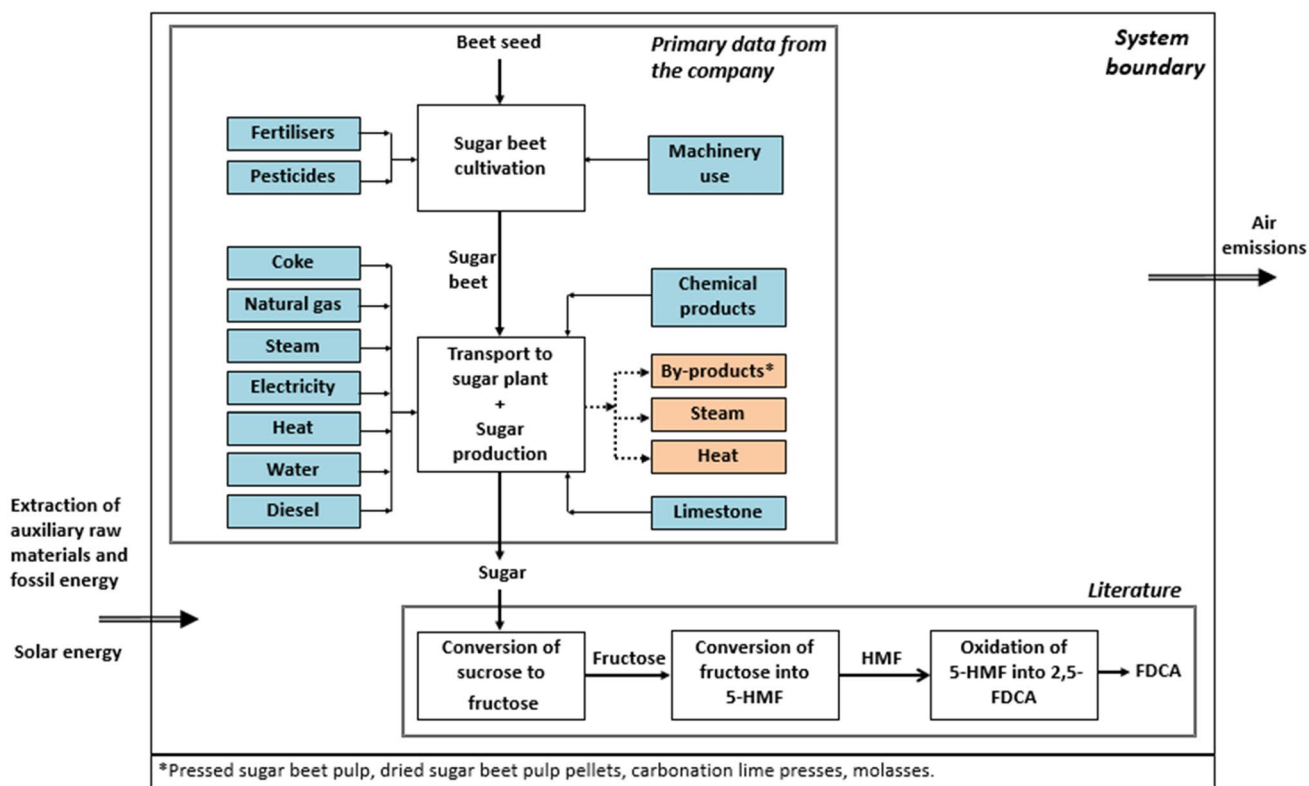 Beet seed
Primary data from
the company
System
boundary
Fertilisers
Pesticides
Sugar beet
cultivation
Machinery
use
Air
emissions
Sugar
beet
Coke
Natural gas
Steam
Electricity
Heat
Water
Diesel
Chemical
products
Transport to
sugar plant
+
Sugar
production
By-products*
Steam
Heat
Limestone
Extraction of
auxiliary raw
materials and
fossil energy
Solar energy
Sugar
Literature
Conversion of
sucrose to
fructose
Fructose
Conversion of
fructose into
5-HMF
HMF
Oxidation of
5-HMF into 2,5-
FDCA
FDCA
*Pressed sugar beet pulp, dried sugar beet pulp pellets, carbonation lime presses, molasses.